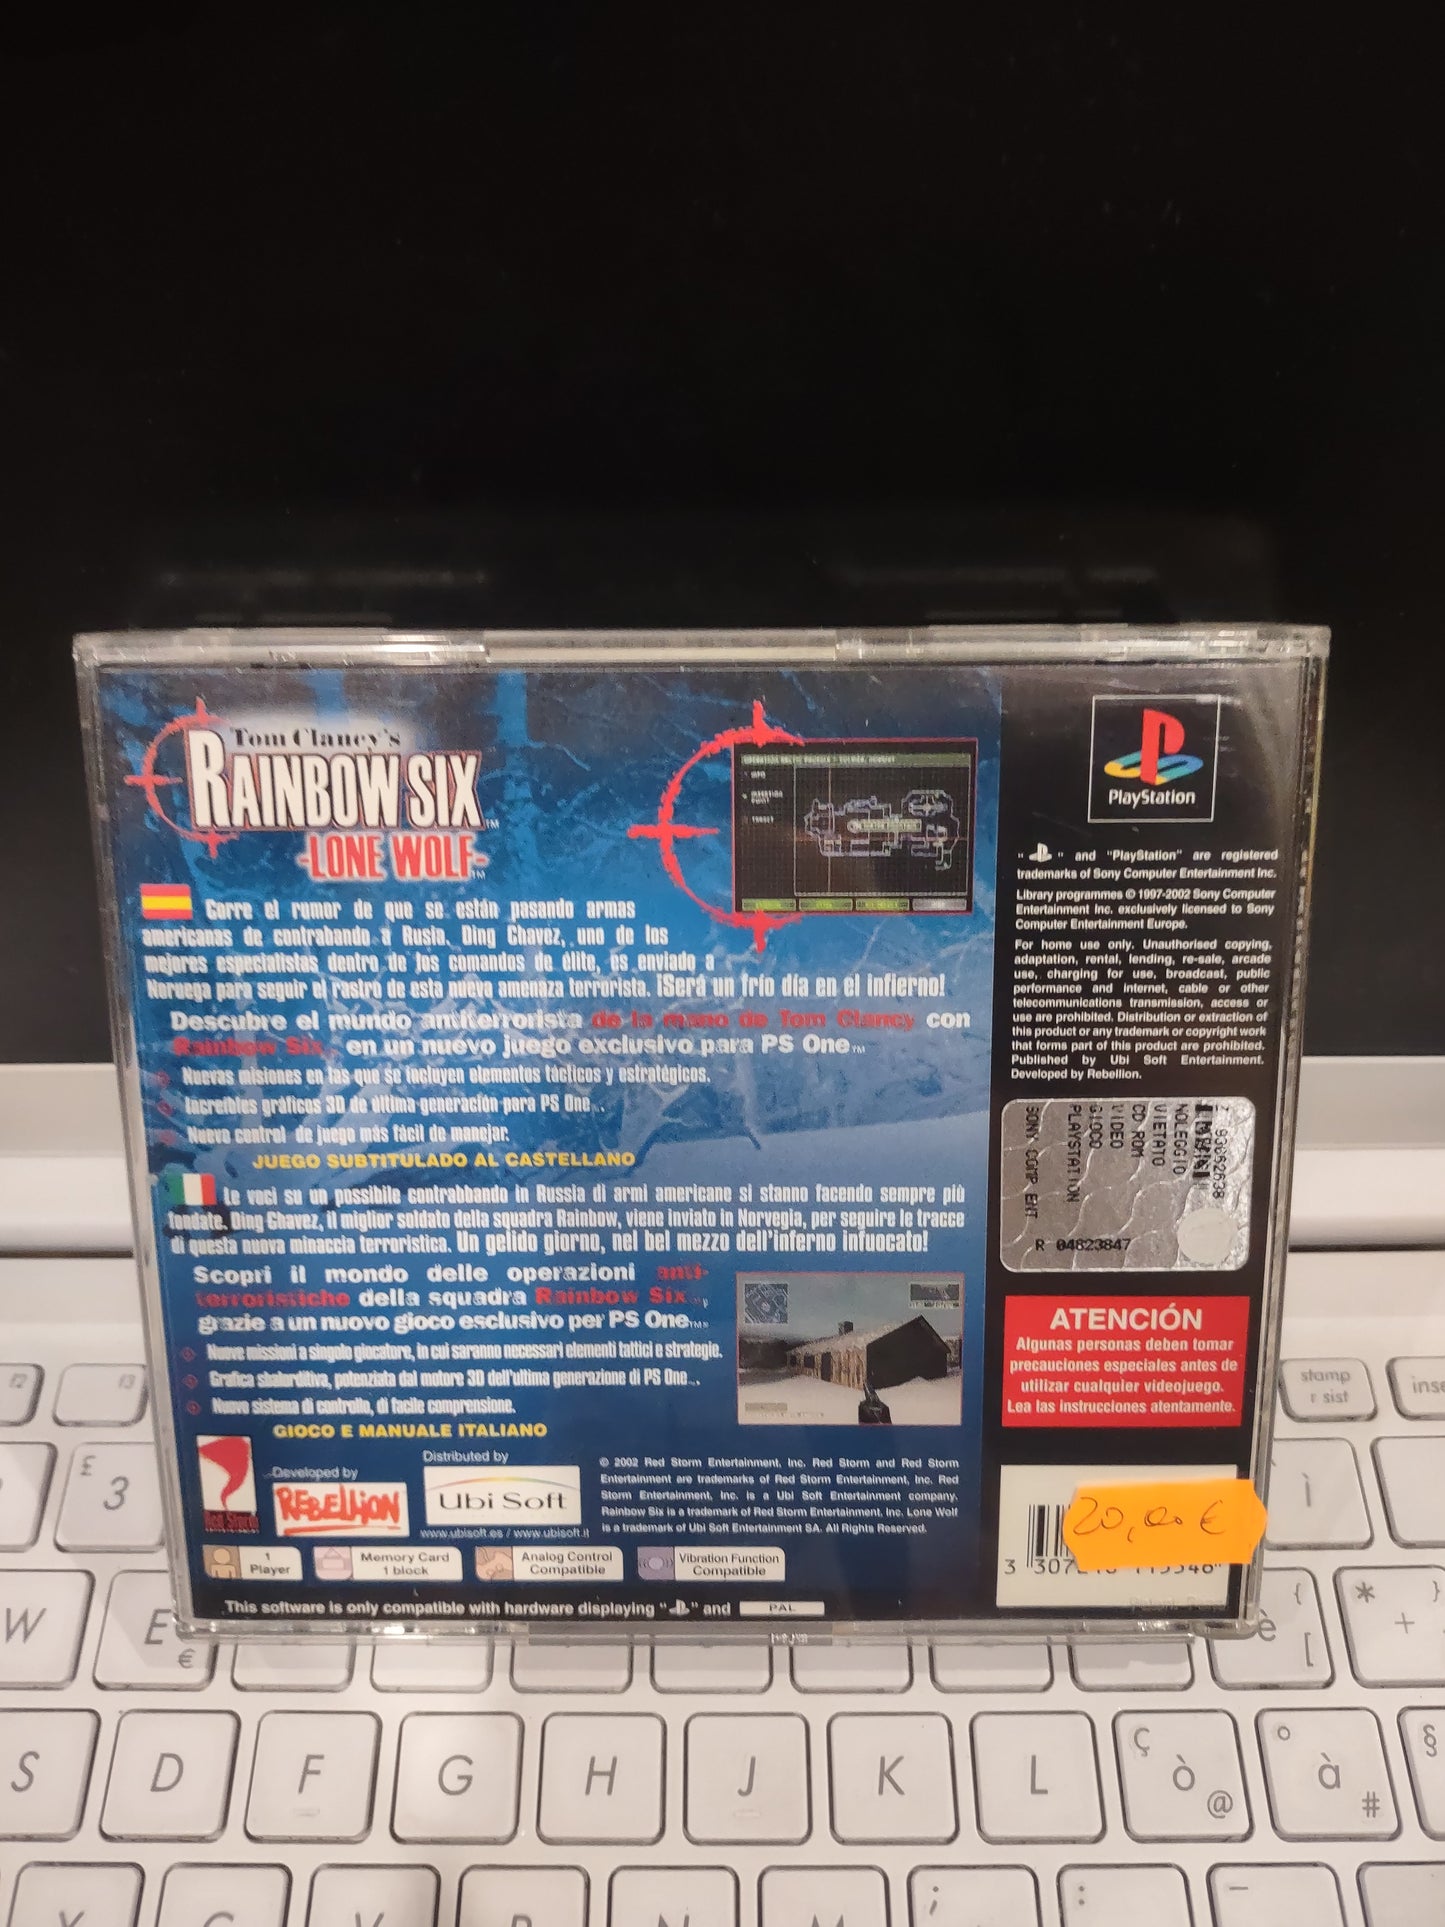 Tom Clancy's
RAINBOW SIX
-LONE WOLF-
Corre el rumor de que se están pasando armas
americanas de contrabando a Rusia. Ding Chavez, uno de los
mejores especialistas dentro de los comandos de élite, es enviado a
Noruega para seguir el rastro de esta nueva amenaza terrorista. ¡Será un frío día en el infierno!
Descubre el mundo antiterrorista de la mano de Tom Clancy con
Rainbow Six™ en un nuevo juego exclusivo para PS One™
Nuevas misiones en las que se incluyen elementos tácticos y estratégicos.
Increíbles gráficos 3D de última generación para PS One™.
Nuevo control de juego más fácil de manejar.
JUEGO SUBTITULADO AL CASTELLANO
Le voci su un possibile contrabbando in Russia di armi americane si stanno facendo sempre più
fondate. Ding Chavez, il miglior soldato della squadra Rainbow, viene inviato in Norvegia, per seguire le tracce
di questa nuova minaccia terroristica. Un gelido giorno, nel bel mezzo dell'inferno infuocato!
Scopri il mondo delle operazioni anti-
terroristiche della squadra Rainbow Six™,
grazie a un nuovo gioco esclusivo per PS One™.
Nuove missioni a singolo giocatore, in cui saranno necessari elementi tattici e strategie.
Grafica sbalorditiva, potenziata dal motore 3D dell'ultima generazione di PS One™.
Nuovo sistema di controllo, di facile comprensione.
GIOCO E MANUALE ITALIANO
Red Storm
Developed by
REBELLION
Distributed by
Ubi Soft
www.ubisoft.es / www.ubisoft.it
© 2002 Red Storm Entertainment, Inc. Red Storm and Red Storm
Entertainment are trademarks of Red Storm Entertainment, Inc. Red
Storm Entertainment, Inc. is a Ubi Soft Entertainment company.
Rainbow Six is a trademark of Red Storm Entertainment, Inc. Lone Wolf
is a trademark of Ubi Soft Entertainment SA. All Rights Reserved.
1
Player
Memory Card
1 block
Analog Control
Compatible
Vibration Function
Compatible
This software is only compatible with hardware displaying " " and PAL
PlayStation
" " and "PlayStation" are registered
trademarks of Sony Computer Entertainment Inc.
Library programmes © 1997-2002 Sony Computer
Entertainment Inc. exclusively licensed to Sony
Computer Entertainment Europe.
For home use only. Unauthorised copying,
adaptation, rental, lending, re-sale, arcade
use, charging for use, broadcast, public
performance and internet, cable or other
telecommunications transmission, access or
use are prohibited. Distribution or extraction of
this product or any trademark or copyright work
that forms part of this product are prohibited.
Published by Ubi Soft Entertainment.
Developed by Rebellion.
NOLEGGIO
VIETATO
CD ROM
VIDEO
GIOCO
PLAYSTATION
SONY COMP ENT
R 04823847
ATENCIÓN
Algunas personas deben tomar
precauciones especiales antes de
utilizar cualquier videojuego.
Lea las instrucciones atentamente.
20,00 €
3 307
stamp
r sist
£
3
W
E
€
è
{
[
*
+
}
S
D
F
G
H
J
K
L
ç
ò
@
°
à
#
§